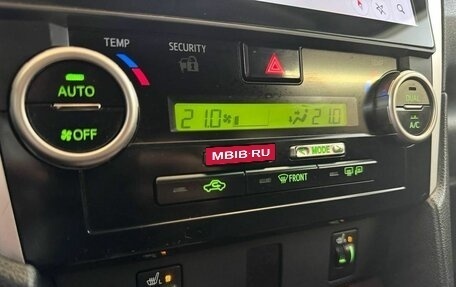 TEMP
SECURITY
AUTO
OFF
21.0
21.0
DUAL
A/C
MBIB·RU
MODE
FRONT
L